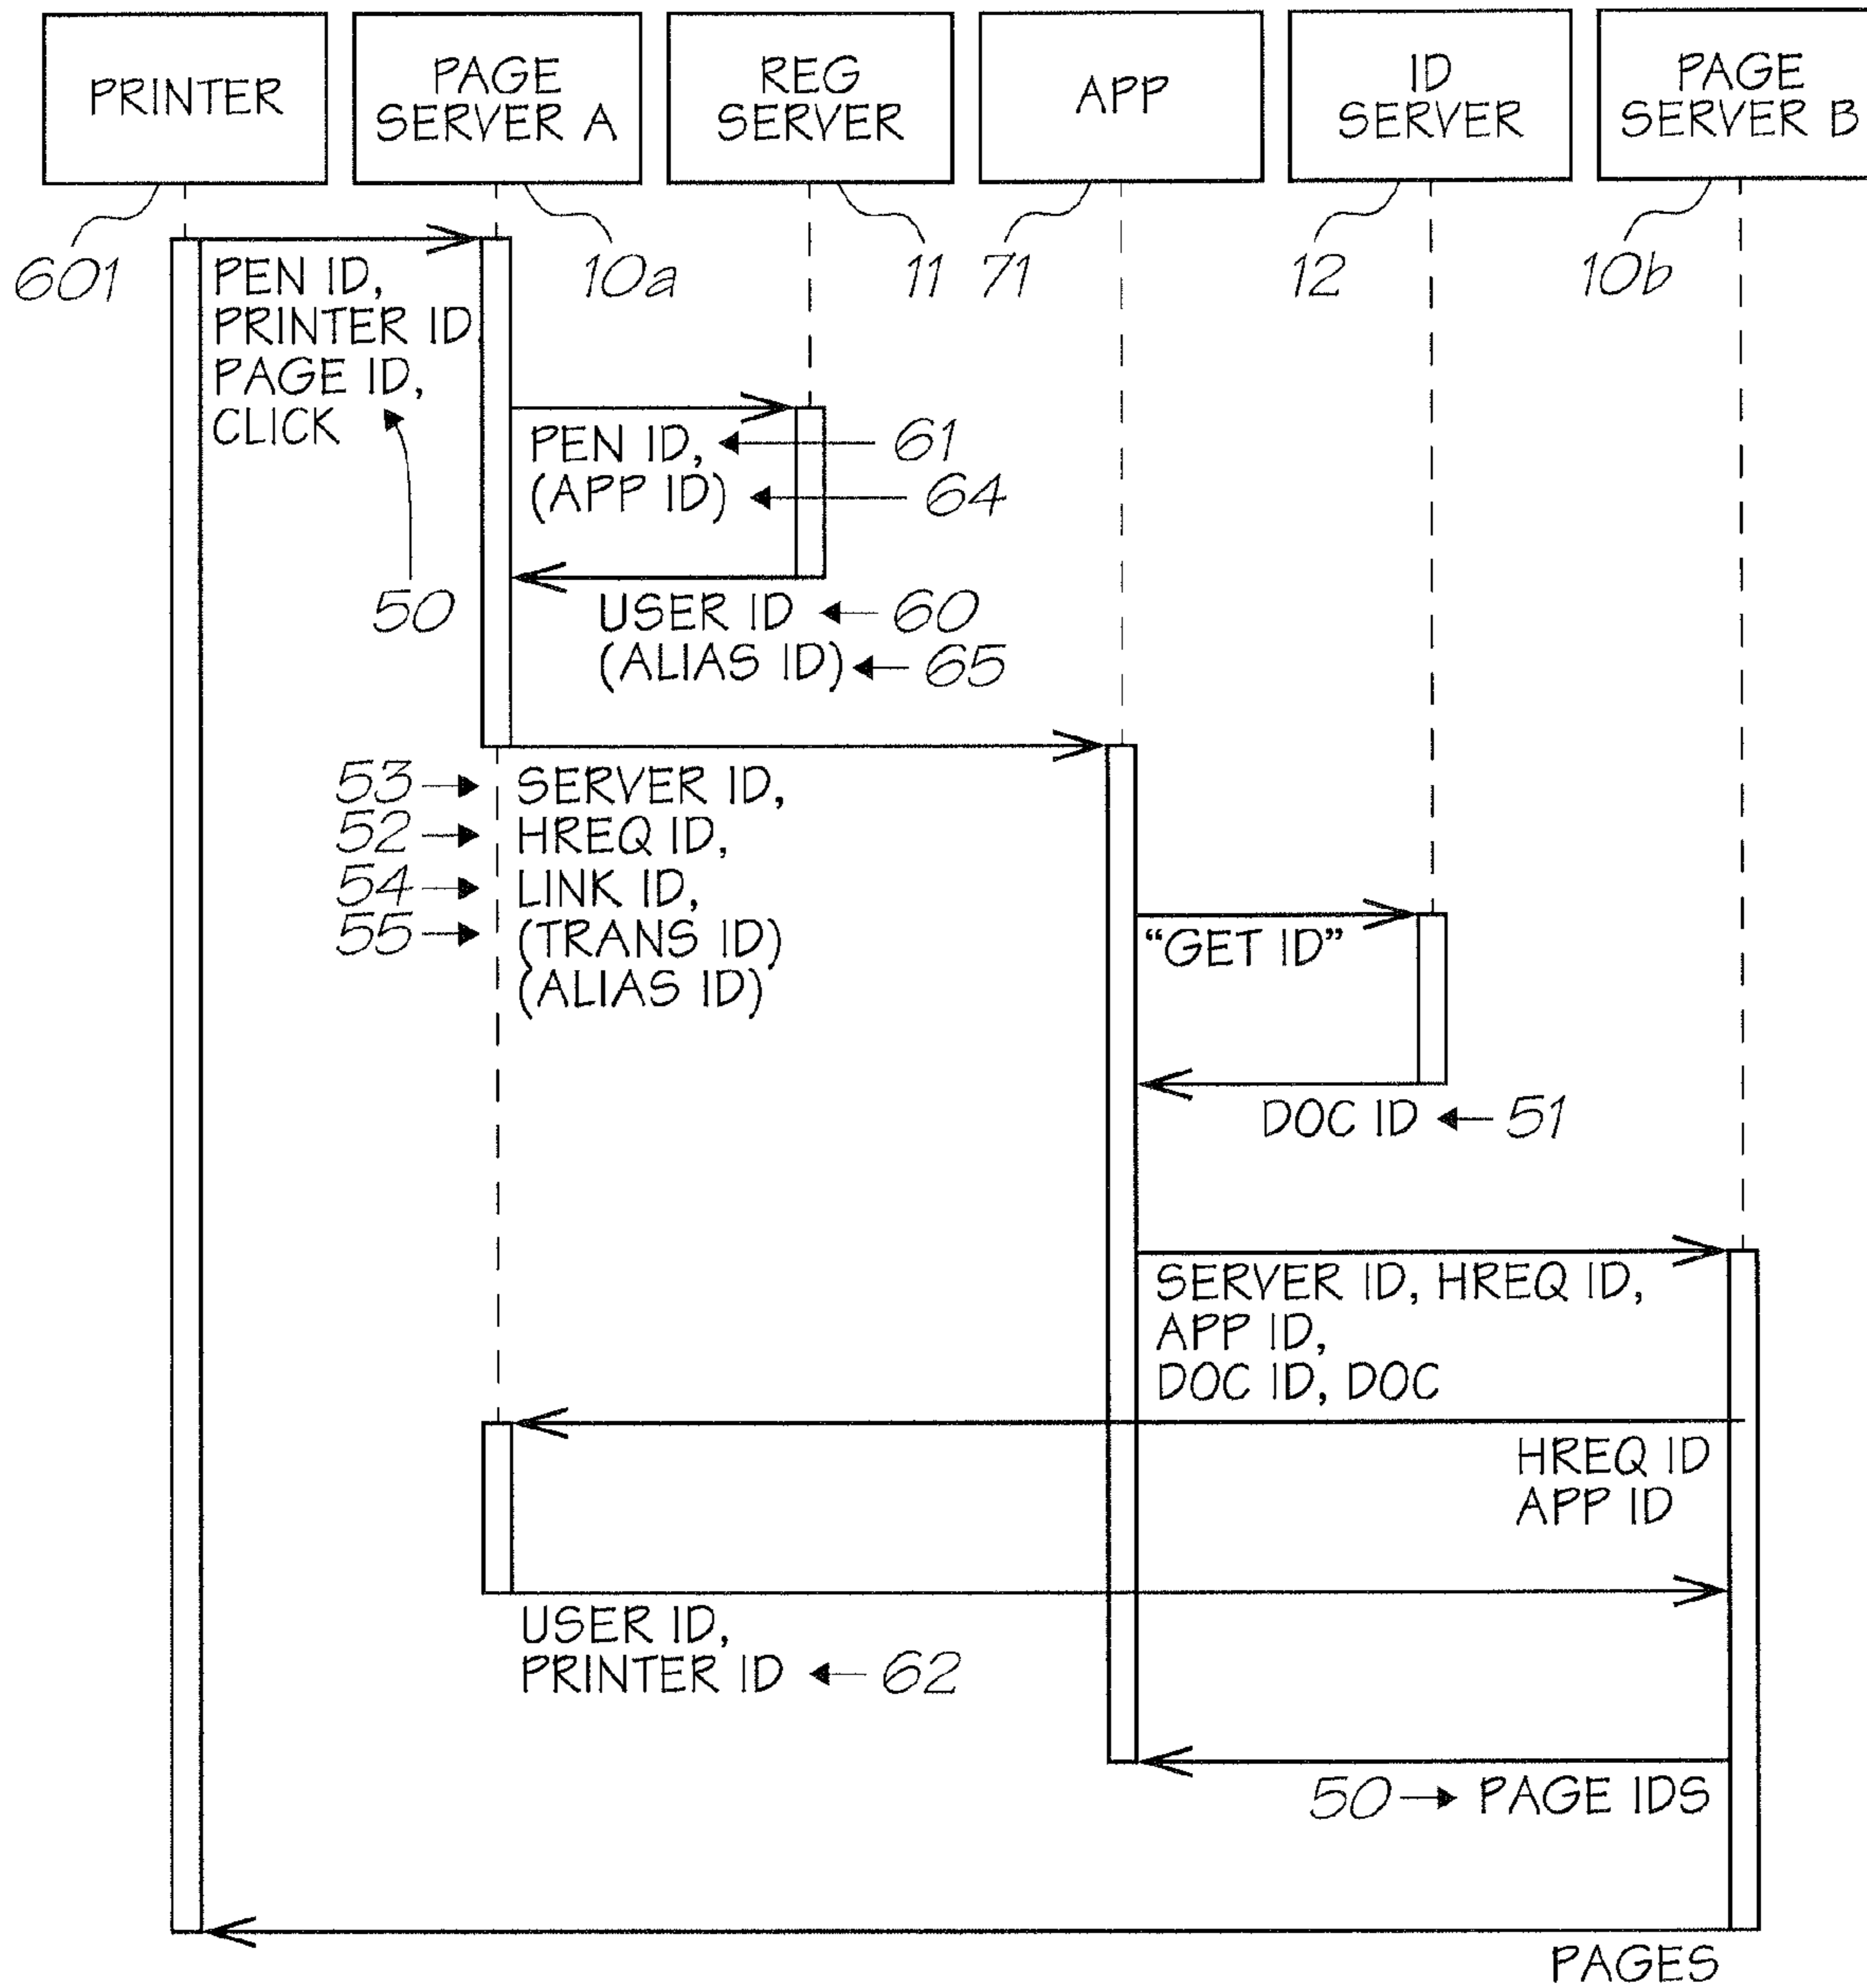 PRINTER
PAGE
SERVER A
REG
SERVER
APP
ID
SERVER
PAGE
SERVER B
601
10a
11
71
12
10b
PEN ID,
PRINTER ID
PAGE ID,
CLICK
50
PEN ID, 61
(APP ID) 64
USER ID 60
(ALIAS ID) 65
53 SERVER ID,
52 HREQ ID,
54 LINK ID,
55 (TRANS ID)
(ALIAS ID)
“GET ID”
DOC ID 51
SERVER ID, HREQ ID,
APP ID,
DOC ID, DOC
HREQ ID
APP ID
USER ID,
PRINTER ID 62
50 PAGE IDS
PAGES